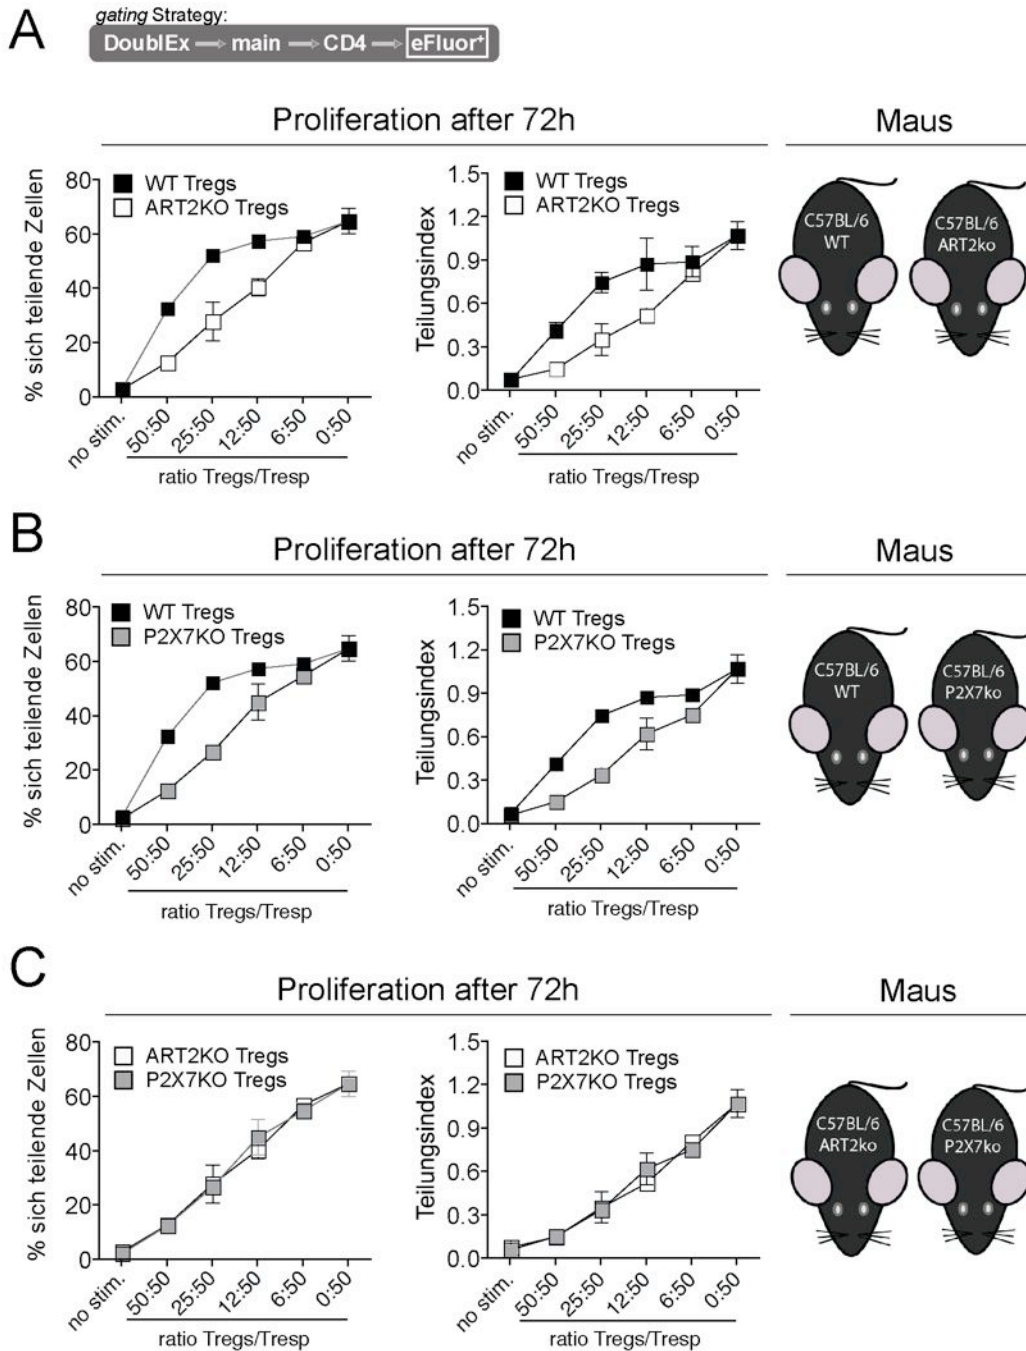 A
gating Strategy:
DoublEx main CD4 eFluor⁺
Proliferation after 72h
Maus
% sich teilende Zellen
80
60
40
20
0
WT Tregs
ART2KO Tregs
no stim.
50:50
25:50
12:50
6:50
0:50
ratio Tregs/Tresp
Teilungsindex
1.5
1.2
0.9
0.6
0.3
0.0
WT Tregs
ART2KO Tregs
no stim.
50:50
25:50
12:50
6:50
0:50
ratio Tregs/Tresp
C57BL/6
WT
C57BL/6
ART2ko
B
Proliferation after 72h
Maus
% sich teilende Zellen
80
60
40
20
0
WT Tregs
P2X7KO Tregs
no stim.
50:50
25:50
12:50
6:50
0:50
ratio Tregs/Tresp
Teilungsindex
1.5
1.2
0.9
0.6
0.3
0.0
WT Tregs
P2X7KO Tregs
no stim.
50:50
25:50
12:50
6:50
0:50
ratio Tregs/Tresp
C57BL/6
WT
C57BL/6
P2X7ko
C
Proliferation after 72h
Maus
% sich teilende Zellen
80
60
40
20
0
ART2KO Tregs
P2X7KO Tregs
no stim.
50:50
25:50
12:50
6:50
0:50
ratio Tregs/Tresp
Teilungsindex
1.5
1.2
0.9
0.6
0.3
0.0
ART2KO Tregs
P2X7KO Tregs
no stim.
50:50
25:50
12:50
6:50
0:50
ratio Tregs/Tresp
C57BL/6
ART2ko
C57BL/6
P2X7ko